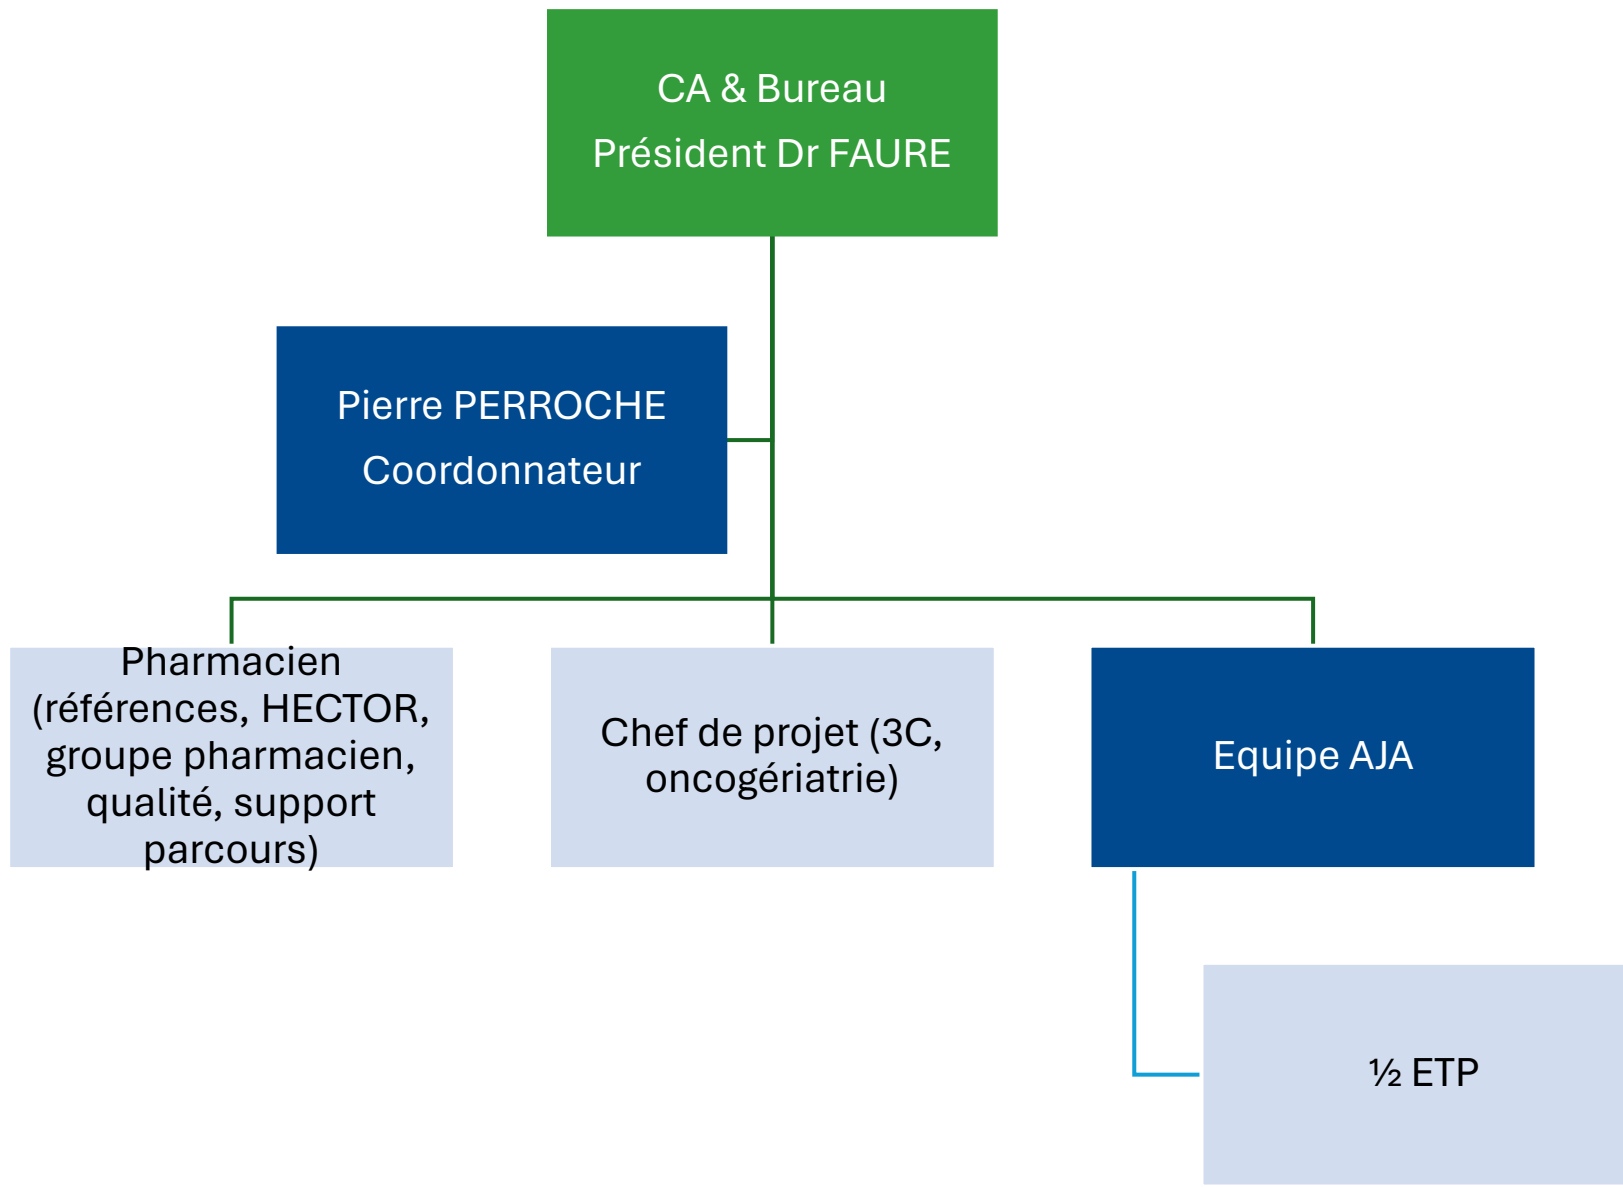 CA & Bureau
Président Dr FAURE
Pierre PERROCHE
Coordonnateur
Pharmacien
(références, HECTOR,
groupe pharmacien,
qualité, support
parcours)
Chef de projet (3C,
oncogériatrie)
Equipe AJA
½ ETP